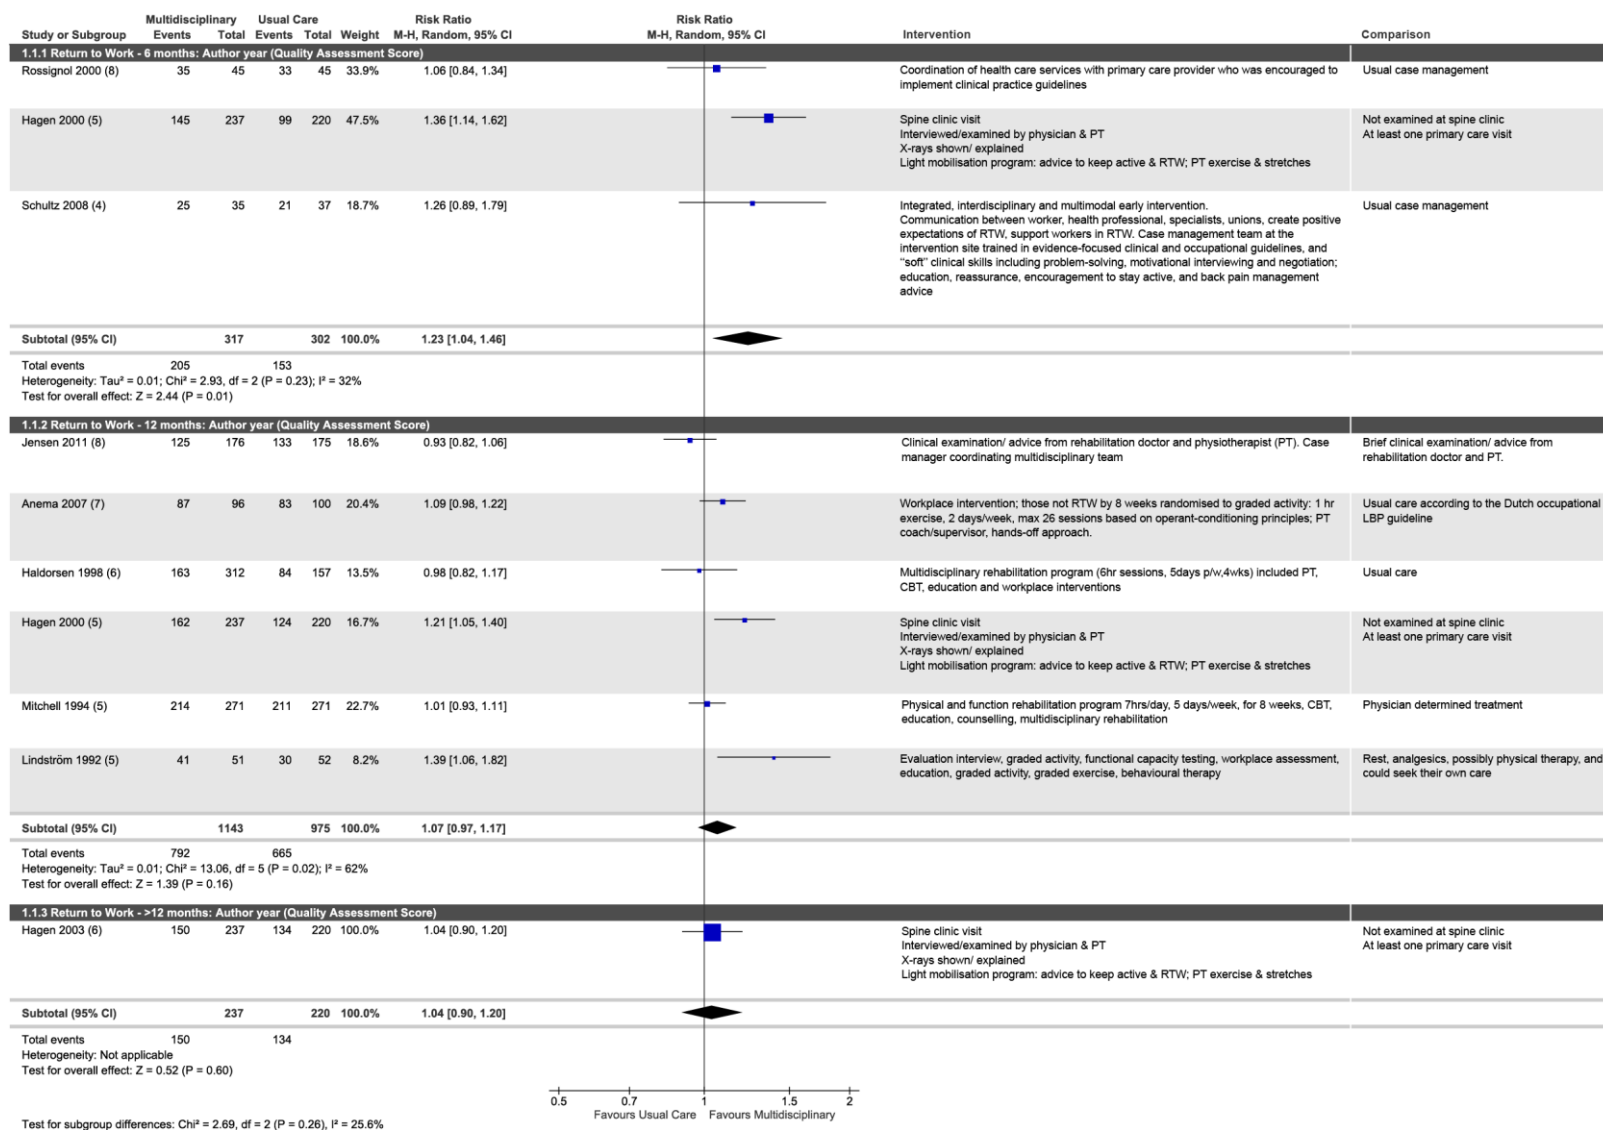 Multidisciplinary Usual Care Risk Ratio Risk Ratio
Study or Subgroup Events Total Events Total Weight M-H, Random, 95% CI M-H, Random, 95% CI Intervention Comparison
1.1.1 Return to Work - 6 months: Author year (Quality Assessment Score)
Rossignol 2000 (8) 35 45 33 45 33.9% 1.06 [0.84, 1.34] Coordination of health care services with primary care provider who was encouraged to Usual case management
implement clinical practice guidelines
Hagen 2000 (5) 145 237 99 220 47.5% 1.36 [1.14, 1.62] Spine clinic visit Not examined at spine clinic
Interviewed/examined by physician & PT At least one primary care visit
X-rays shown/ explained
Light mobilisation program: advice to keep active & RTW; PT exercise & stretches
Schultz 2008 (4) 25 35 21 37 18.7% 1.26 [0.89, 1.79] Integrated, interdisciplinary and multimodal early intervention. Usual case management
Communication between worker, health professional, specialists, unions, create positive
expectations of RTW, support workers in RTW. Case management team at the
intervention site trained in evidence-focused clinical and occupational guidelines, and
“soft” clinical skills including problem-solving, motivational interviewing and negotiation;
education, reassurance, encouragement to stay active, and back pain management
advice
Subtotal (95% CI) 317 302 100.0% 1.23 [1.04, 1.46]
Total events 205 153
Heterogeneity: Tau² = 0.01; Chi² = 2.93, df = 2 (P = 0.23); I² = 32%
Test for overall effect: Z = 2.44 (P = 0.01)
1.1.2 Return to Work - 12 months: Author year (Quality Assessment Score)
Jensen 2011 (8) 125 176 133 175 18.6% 0.93 [0.82, 1.06] Clinical examination/ advice from rehabilitation doctor and physiotherapist (PT). Case Brief clinical examination/ advice from
manager coordinating multidisciplinary team rehabilitation doctor and PT.
Anema 2007 (7) 87 96 83 100 20.4% 1.09 [0.98, 1.22] Workplace intervention; those not RTW by 8 weeks randomised to graded activity: 1 hr Usual care according to the Dutch occupational
exercise, 2 days/week, max 26 sessions based on operant-conditioning principles; PT LBP guideline
coach/supervisor, hands-off approach.
Haldorsen 1998 (6) 163 312 84 157 13.5% 0.98 [0.82, 1.17] Multidisciplinary rehabilitation program (6hr sessions, 5days p/w,4wks) included PT, Usual care
CBT, education and workplace interventions
Hagen 2000 (5) 162 237 124 220 16.7% 1.21 [1.05, 1.40] Spine clinic visit Not examined at spine clinic
Interviewed/examined by physician & PT At least one primary care visit
X-rays shown/ explained
Light mobilisation program: advice to keep active & RTW; PT exercise & stretches
Mitchell 1994 (5) 214 271 211 271 22.7% 1.01 [0.93, 1.11] Physical and function rehabilitation program 7hrs/day, 5 days/week, for 8 weeks, CBT, Physician determined treatment
education, counselling, multidisciplinary rehabilitation
Lindström 1992 (5) 41 51 30 52 8.2% 1.39 [1.06, 1.82] Evaluation interview, graded activity, functional capacity testing, workplace assessment, Rest, analgesics, possibly physical therapy, and
education, graded activity, graded exercise, behavioural therapy could seek their own care
Subtotal (95% CI) 1143 975 100.0% 1.07 [0.97, 1.17]
Total events 792 665
Heterogeneity: Tau² = 0.01; Chi² = 13.06, df = 5 (P = 0.02); I² = 62%
Test for overall effect: Z = 1.39 (P = 0.16)
1.1.3 Return to Work - >12 months: Author year (Quality Assessment Score)
Hagen 2003 (6) 150 237 134 220 100.0% 1.04 [0.90, 1.20] Spine clinic visit Not examined at spine clinic
Interviewed/examined by physician & PT At least one primary care visit
X-rays shown/ explained
Light mobilisation program: advice to keep active & RTW; PT exercise & stretches
Subtotal (95% CI) 237 220 100.0% 1.04 [0.90, 1.20]
Total events 150 134
Heterogeneity: Not applicable
Test for overall effect: Z = 0.52 (P = 0.60)
0.5 0.7 1 1.5 2
Favours Usual Care Favours Multidisciplinary
Test for subgroup differences: Chi² = 2.69, df = 2 (P = 0.26), I² = 25.6%